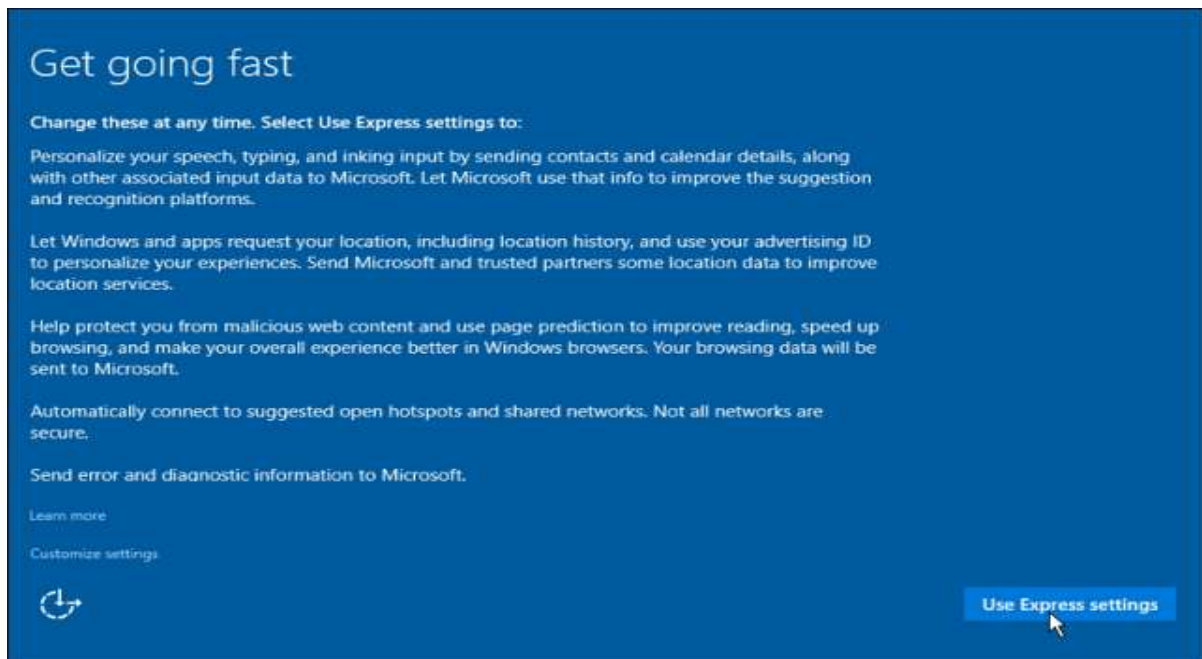 Get going fast
Change these at any time. Select Use Express settings to:
Personalize your speech, typing, and inking input by sending contacts and calendar details, along
with other associated input data to Microsoft. Let Microsoft use that info to improve the suggestion
and recognition platforms.
Let Windows and apps request your location, including location history, and use your advertising ID
to personalize your experiences. Send Microsoft and trusted partners some location data to improve
location services.
Help protect you from malicious web content and use page prediction to improve reading, speed up
browsing, and make your overall experience better in Windows browsers. Your browsing data will be
sent to Microsoft.
Automatically connect to suggested open hotspots and shared networks. Not all networks are
secure.
Send error and diagnostic information to Microsoft.
Learn more
Customize settings
Use Express settings